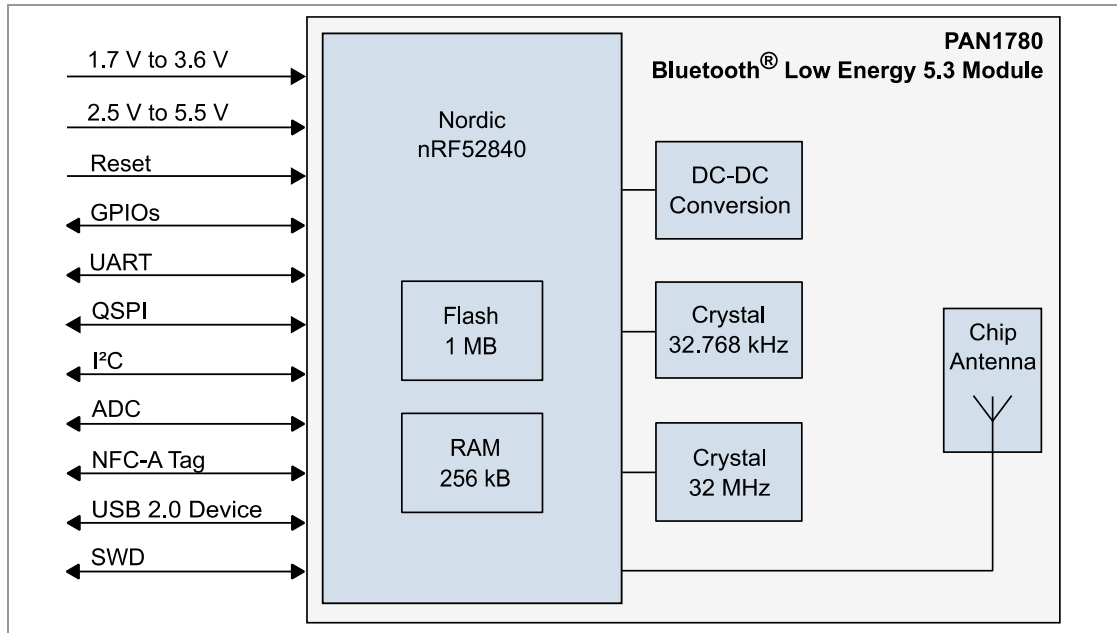 PAN1780
Bluetooth® Low Energy 5.3 Module
1.7 V to 3.6 V
2.5 V to 5.5 V
Reset
GPIOs
UART
QSPI
I²C
ADC
NFC-A Tag
USB 2.0 Device
SWD
Nordic
nRF52840
Flash
1 MB
RAM
256 kB
DC-DC
Conversion
Crystal
32.768 kHz
Crystal
32 MHz
Chip
Antenna